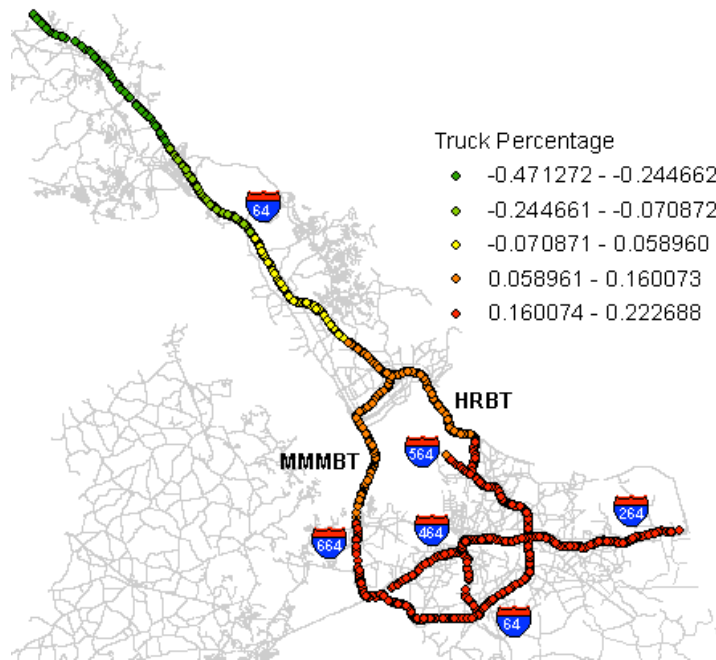 Truck Percentage
-0.471272 - -0.244662
-0.244661 - -0.070872
-0.070871 - 0.058960
0.058961 - 0.160073
0.160074 - 0.222688
64
HRBT
MMMBT
564
264
464
664
64